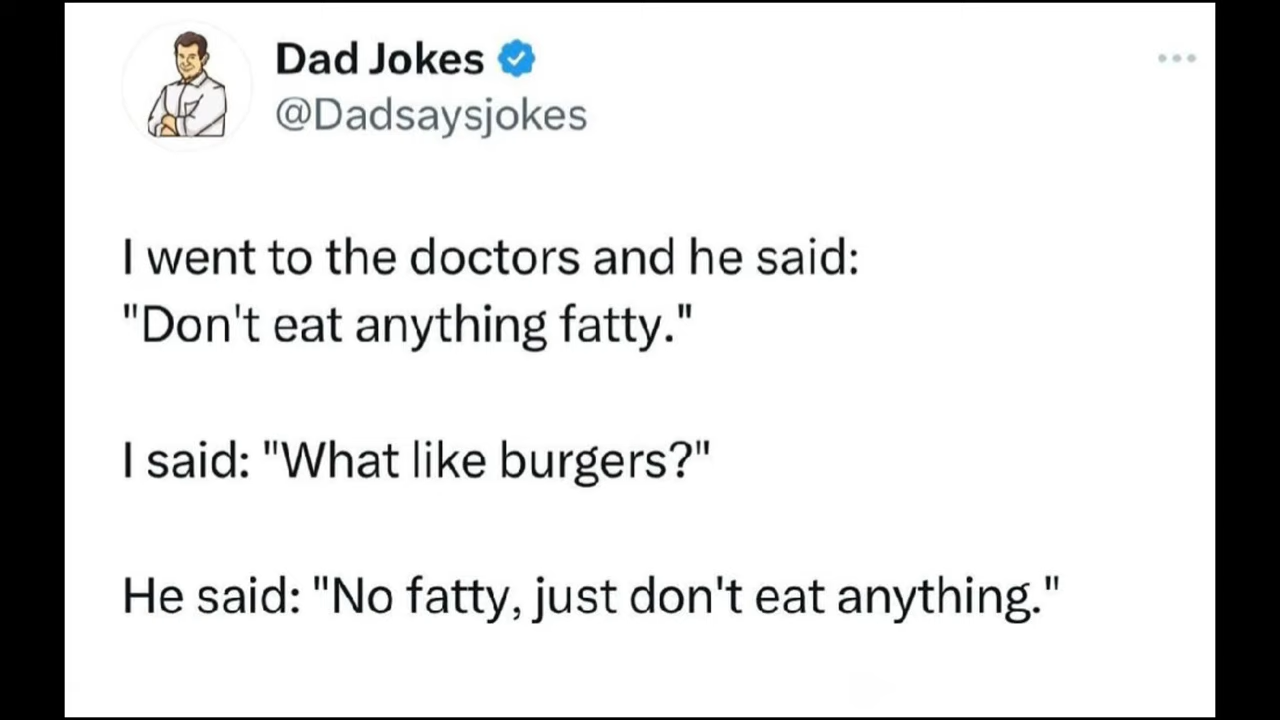 Dad Jokes
@Dadsaysjokes
I went to the doctors and he said:
"Don't eat anything fatty."
I said: "What like burgers?"
He said: "No fatty, just don't eat anything."